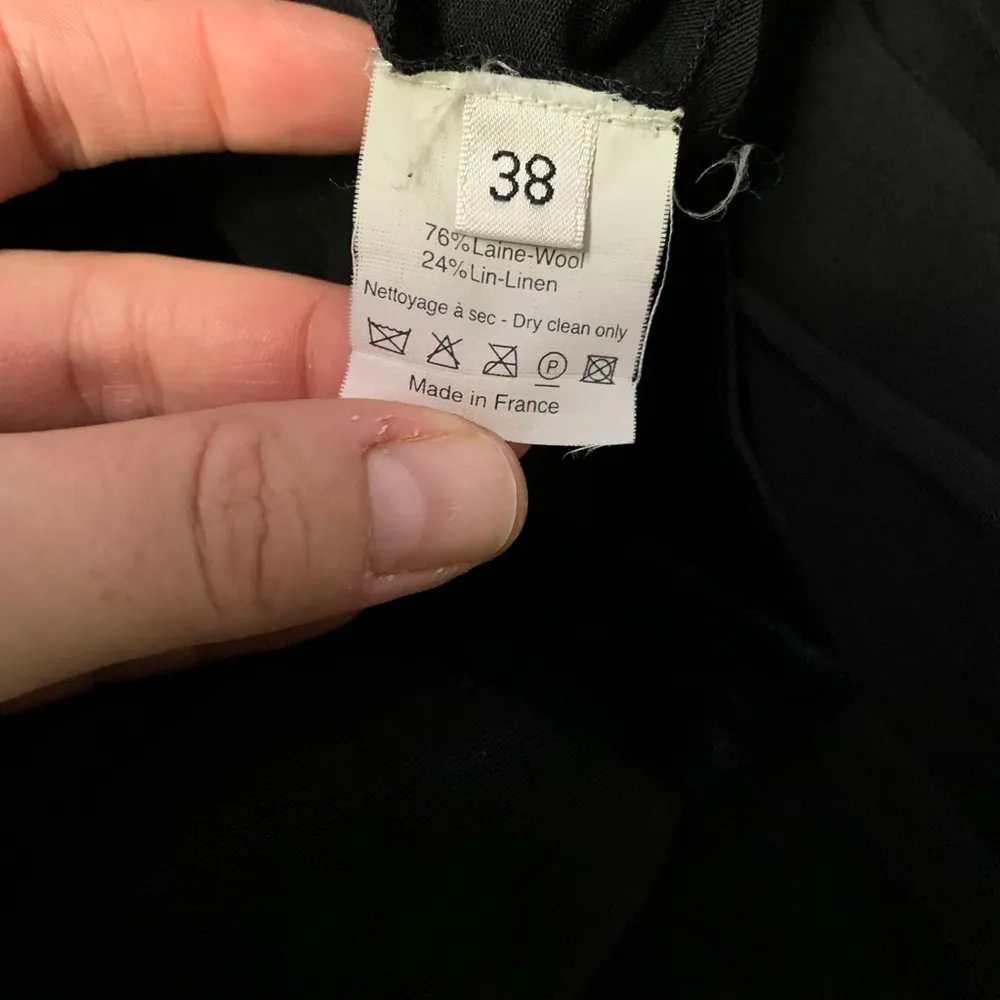 38
76%Laine-Wool
24%Lin-Linen
Nettoyage à sec - Dry clean only
P
Made in France